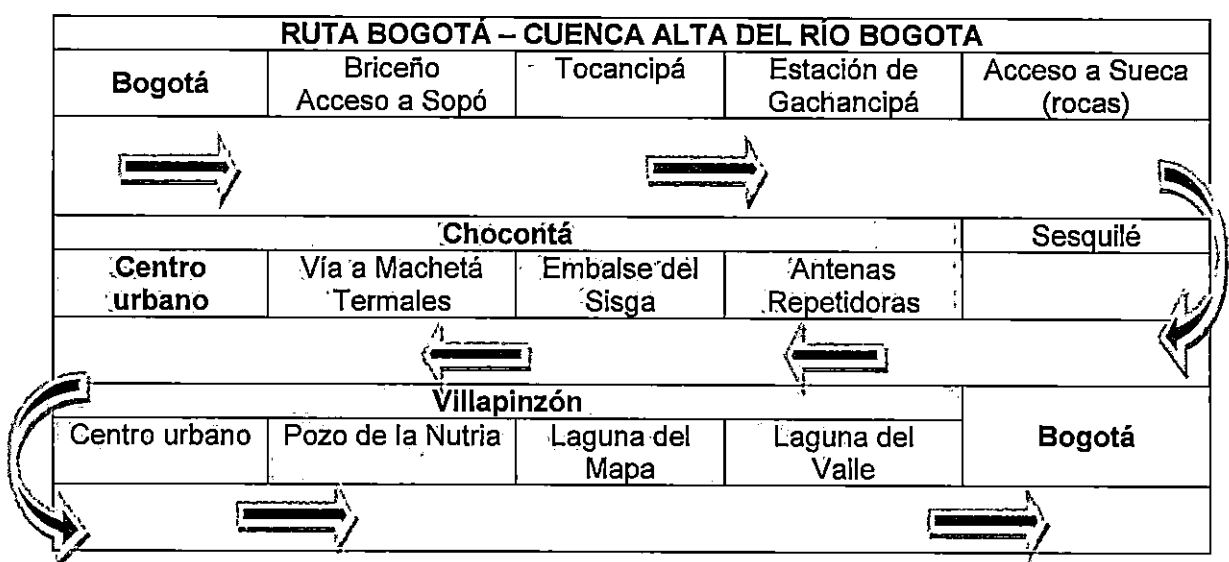 RUTA BOGOTÁ – CUENCA ALTA DEL RÍO BOGOTA
Bogotá
Briceño
Acceso a Sopó
Tocancipá
Estación de
Gachancipá
Acceso a Sueca
(rocas)
Chocontá
Sesquilé
Centro
urbano
Vía a Machetá
Termales
Embalse del
Sisga
Antenas
Repetidoras
Villapinzón
Bogotá
Centro urbano
Pozo de la Nutria
Laguna del
Mapa
Laguna del
Valle